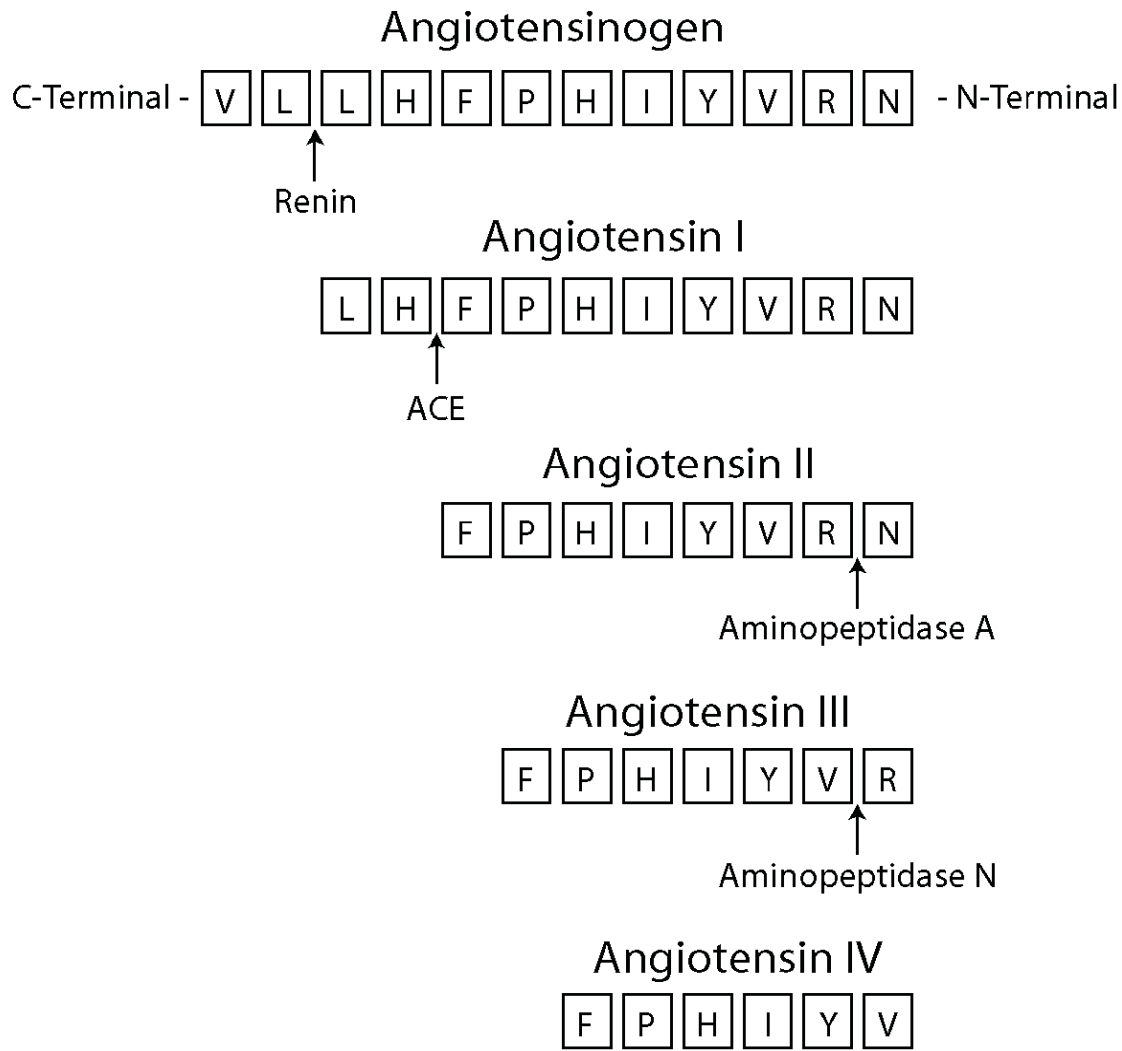 Angiotensinogen
C-Terminal - V L L H F P H I Y V R N - N-Terminal
Renin
Angiotensin I
L H F P H I Y V R N
ACE
Angiotensin II
F P H I Y V R N
Aminopeptidase A
Angiotensin III
F P H I Y V R
Aminopeptidase N
Angiotensin IV
F P H I Y V